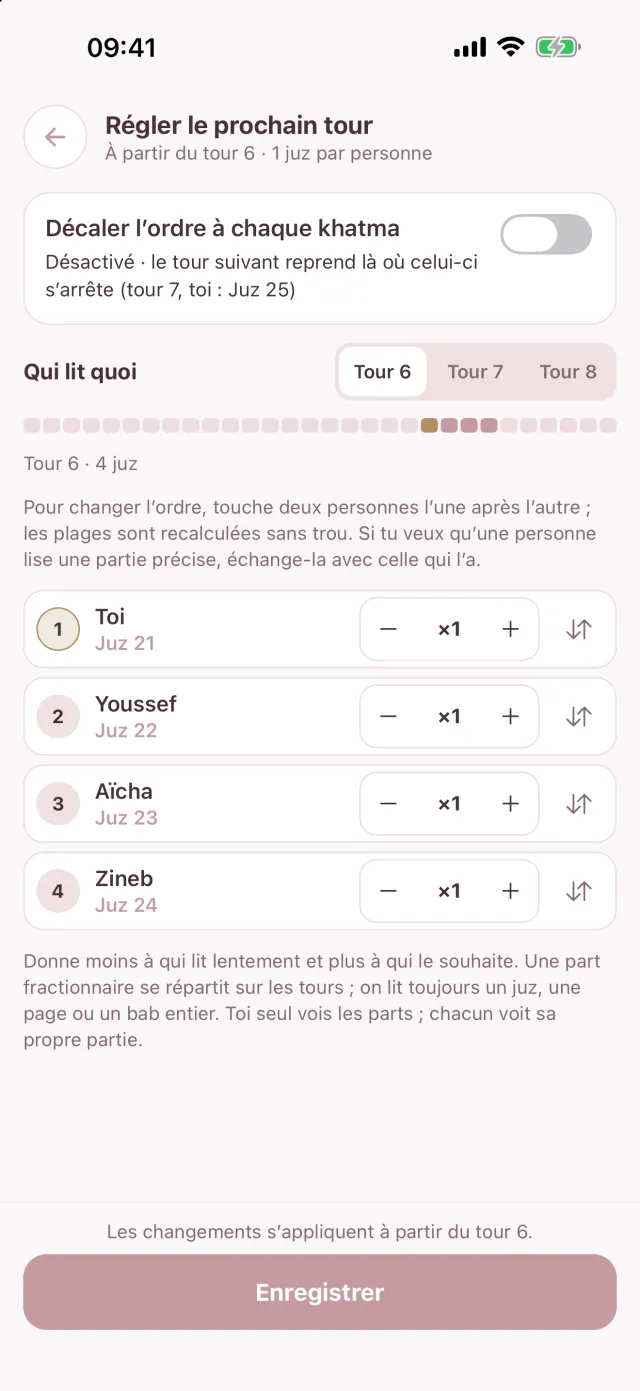 09:41
Régler le prochain tour
À partir du tour 6 · 1 juz par personne
Décaler l’ordre à chaque khatma
Désactivé · le tour suivant reprend là où celui-ci
s’arrête (tour 7, toi : Juz 25)
Qui lit quoi
Tour 6
Tour 7
Tour 8
Tour 6 · 4 juz
Pour changer l’ordre, touche deux personnes l’une après l’autre ;
les plages sont recalculées sans trou. Si tu veux qu’une personne
lise une partie précise, échange-la avec celle qui l’a.
1
Toi
Juz 21
− ×1 +
2
Youssef
Juz 22
− ×1 +
3
Aïcha
Juz 23
− ×1 +
4
Zineb
Juz 24
− ×1 +
Donne moins à qui lit lentement et plus à qui le souhaite. Une part
fractionnaire se répartit sur les tours ; on lit toujours un juz, une
page ou un bab entier. Toi seul vois les parts ; chacun voit sa
propre partie.
Les changements s’appliquent à partir du tour 6.
Enregistrer